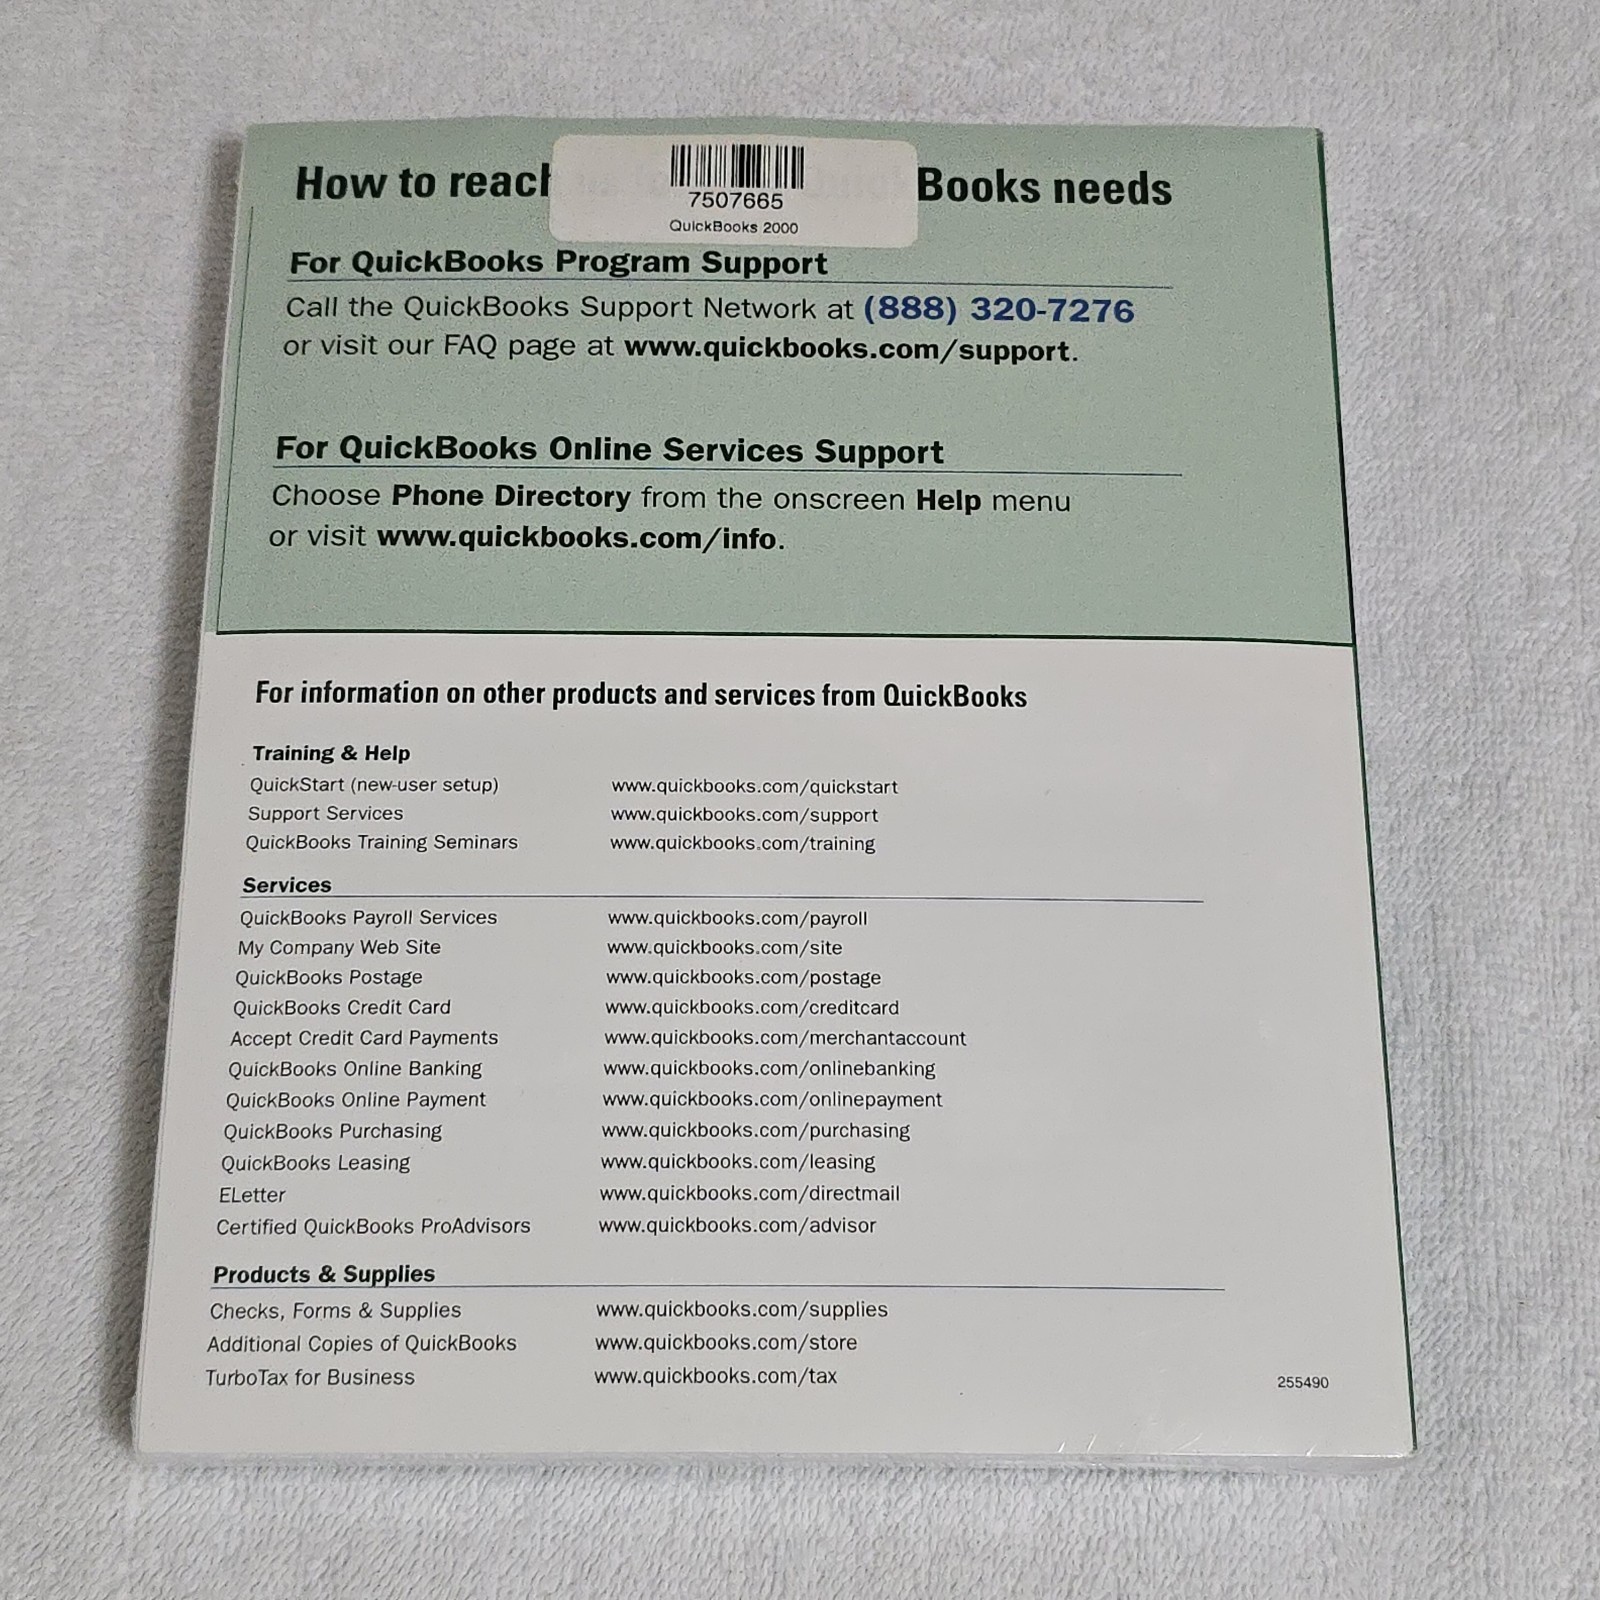 How to reach Books needs
7507665
QuickBooks 2000
For QuickBooks Program Support
Call the QuickBooks Support Network at (888) 320-7276
or visit our FAQ page at www.quickbooks.com/support.
For QuickBooks Online Services Support
Choose Phone Directory from the onscreen Help menu
or visit www.quickbooks.com/info.
For information on other products and services from QuickBooks
Training & Help
QuickStart (new-user setup) www.quickbooks.com/quickstart
Support Services www.quickbooks.com/support
QuickBooks Training Seminars www.quickbooks.com/training
Services
QuickBooks Payroll Services www.quickbooks.com/payroll
My Company Web Site www.quickbooks.com/site
QuickBooks Postage www.quickbooks.com/postage
QuickBooks Credit Card www.quickbooks.com/creditcard
Accept Credit Card Payments www.quickbooks.com/merchantaccount
QuickBooks Online Banking www.quickbooks.com/onlinebanking
QuickBooks Online Payment www.quickbooks.com/onlinepayment
QuickBooks Purchasing www.quickbooks.com/purchasing
QuickBooks Leasing www.quickbooks.com/leasing
ELetter www.quickbooks.com/directmail
Certified QuickBooks ProAdvisors www.quickbooks.com/advisor
Products & Supplies
Checks, Forms & Supplies www.quickbooks.com/supplies
Additional Copies of QuickBooks www.quickbooks.com/store
TurboTax for Business www.quickbooks.com/tax
255490